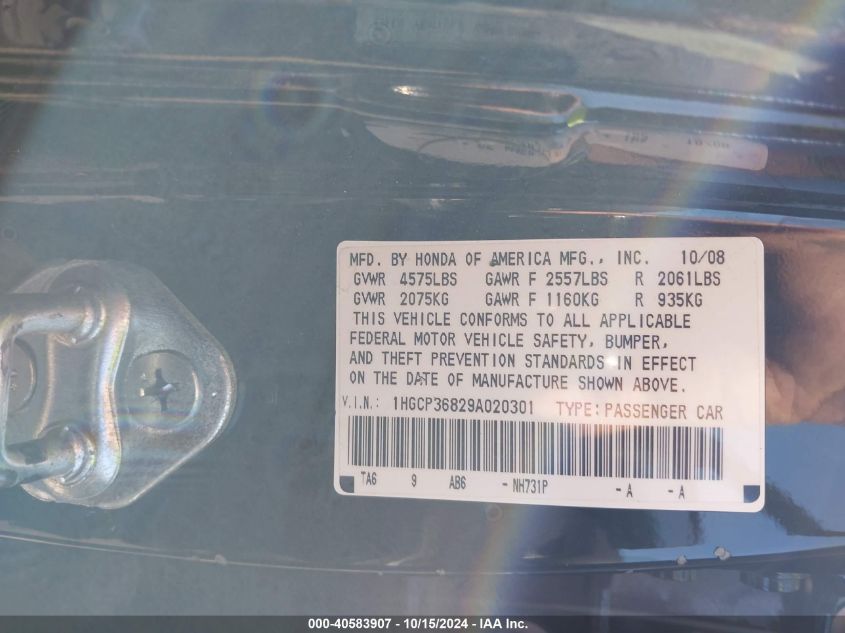 MFD. BY HONDA OF AMERICA MFG., INC. 10/08
GVWR 4575LBS GAWR F 2557LBS R 2061LBS
GVWR 2075KG GAWR F 1160KG R 935KG
THIS VEHICLE CONFORMS TO ALL APPLICABLE
FEDERAL MOTOR VEHICLE SAFETY, BUMPER,
AND THEFT PREVENTION STANDARDS IN EFFECT
ON THE DATE OF MANUFACTURE SHOWN ABOVE.
V.I.N.: 1HGCP36829A020301 TYPE: PASSENGER CAR
TA6 9 AB6 - NH731P - A - A
000-40583907 - 10/15/2024 - IAA Inc.